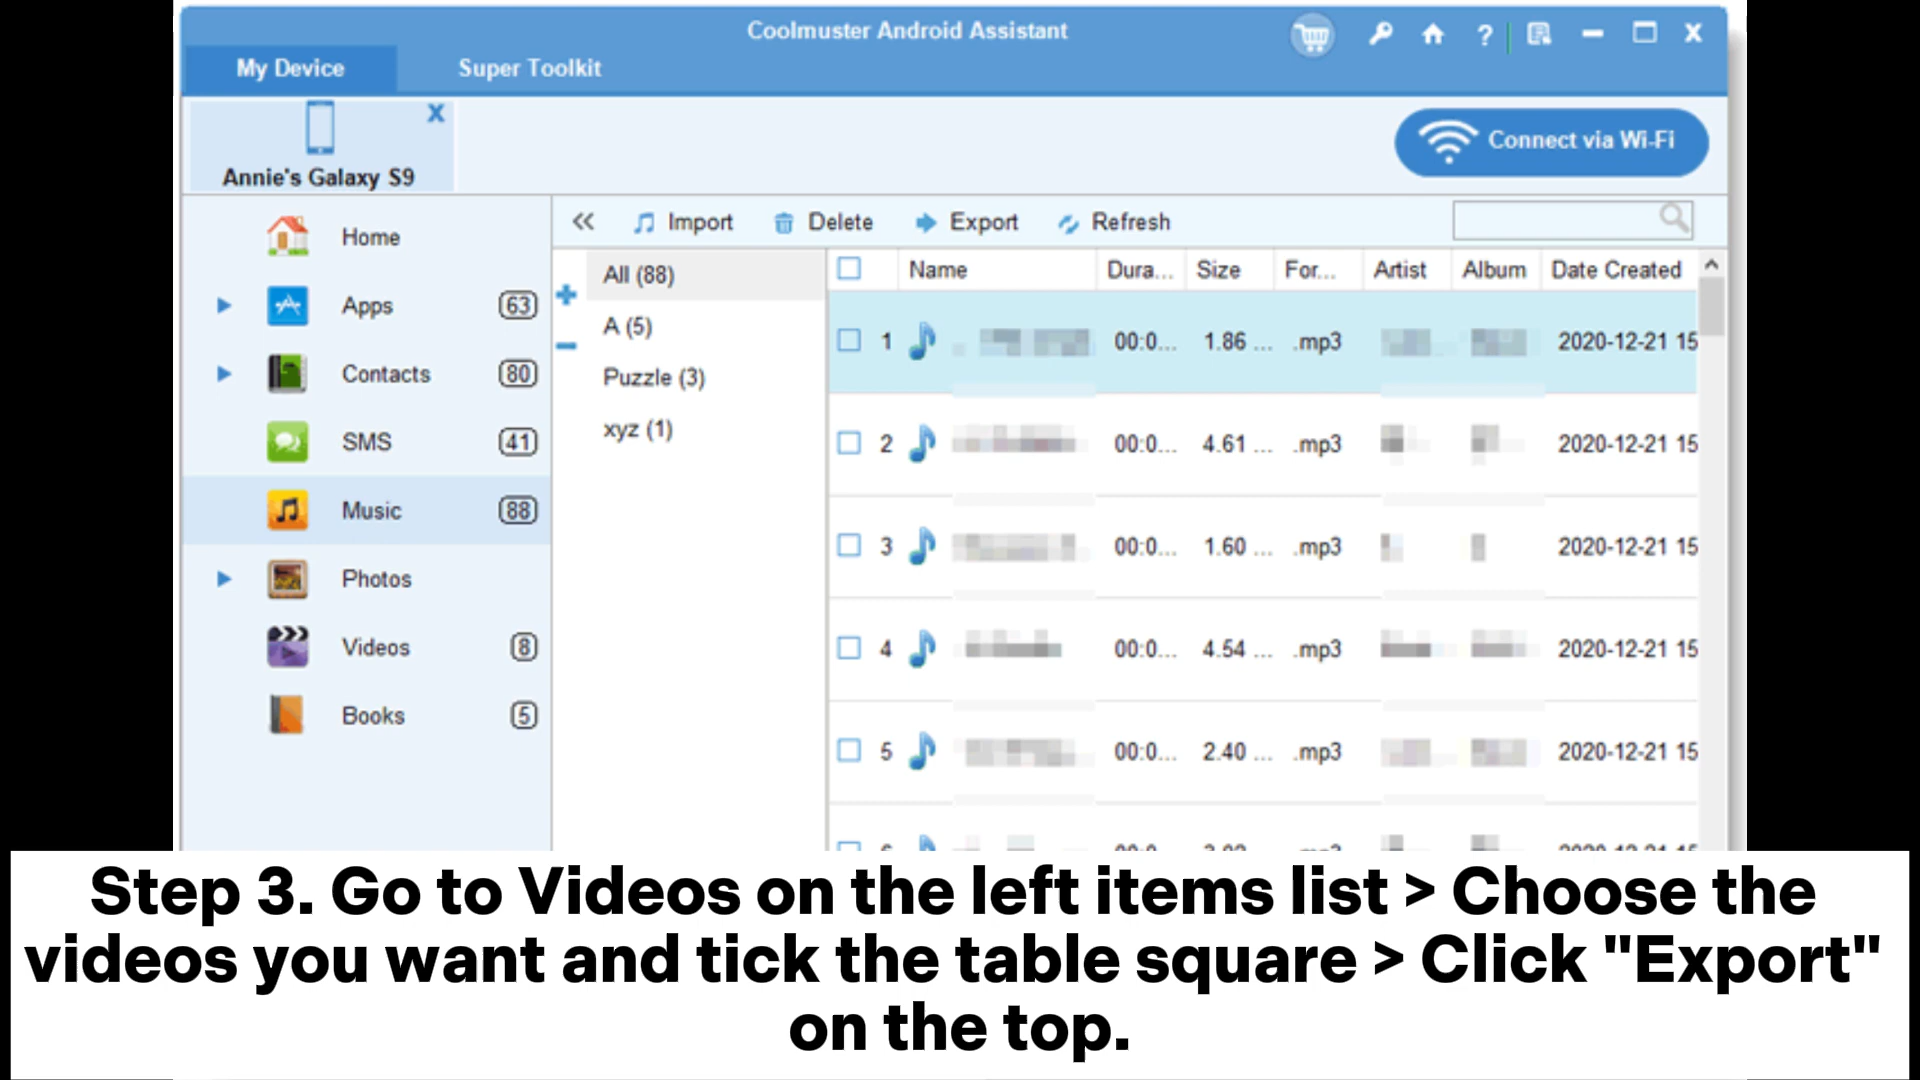 Coolmuster Android Assistant
?
My Device
Super Toolkit
Annie's Galaxy S9
Connect via Wi-Fi
Home
Apps 63
Contacts 80
SMS 41
Music 88
Photos
Videos 8
Books 5
Import Delete Export Refresh
All (88)
A (5)
Puzzle (3)
xyz (1)
Name Dura... Size For... Artist Album Date Created
1 00:0... 1.86 ... .mp3 2020-12-21 15
2 00:0... 4.61 ... .mp3 2020-12-21 15
3 00:0... 1.60 ... .mp3 2020-12-21 15
4 00:0... 4.54 ... .mp3 2020-12-21 15
5 00:0... 2.40 ... .mp3 2020-12-21 15
Step 3. Go to Videos on the left items list > Choose the
videos you want and tick the table square > Click "Export"
on the top.